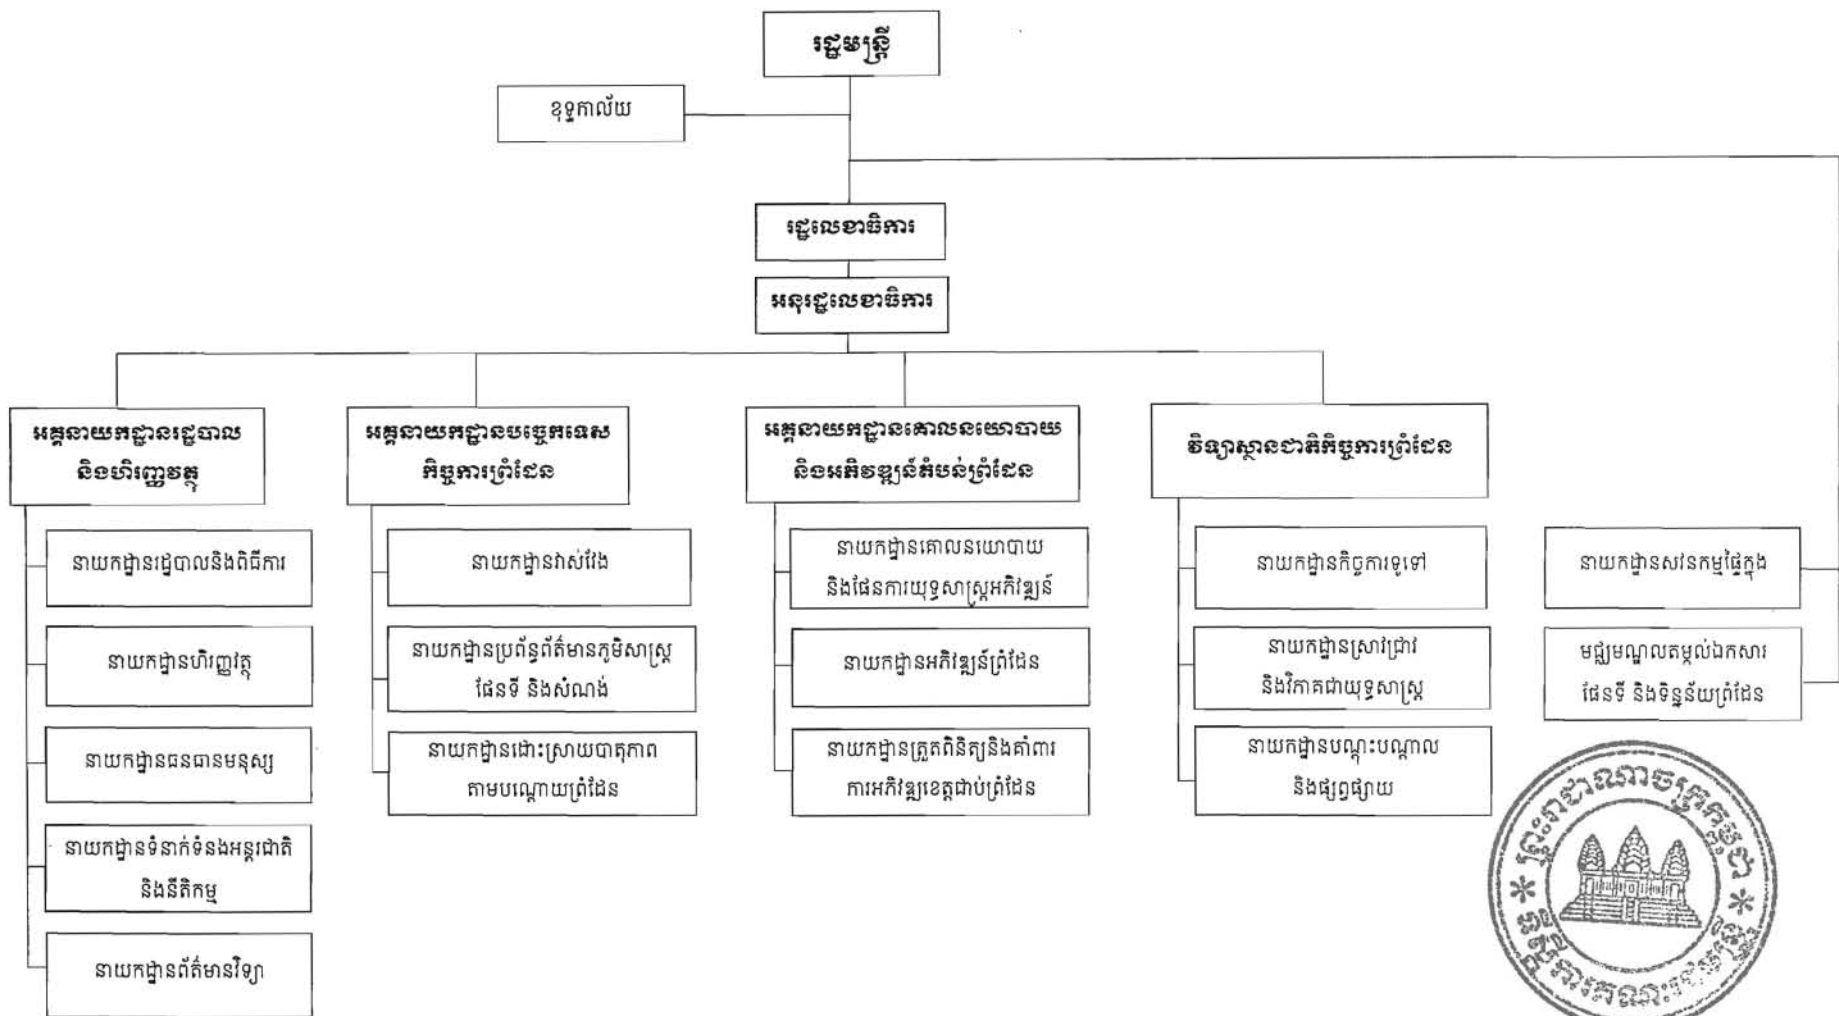 រដ្ឋមន្ត្រី
ខុទ្ទកាល័យ
រដ្ឋលេខាធិការ
អនុរដ្ឋលេខាធិការ
អគ្គនាយកដ្ឋានរដ្ឋបាល
និងហិរញ្ញវត្ថុ
នាយកដ្ឋានរដ្ឋបាលនិងពិធីការ
នាយកដ្ឋានហិរញ្ញវត្ថុ
នាយកដ្ឋានធនធានមនុស្ស
នាយកដ្ឋានទំនាក់ទំនងអន្តរជាតិ
និងនីតិកម្ម
នាយកដ្ឋានព័ត៌មានវិទ្យា
អគ្គនាយកដ្ឋានបច្ចេកទេស
កិច្ចការព្រំដែន
នាយកដ្ឋានវាស់វែង
នាយកដ្ឋានប្រព័ន្ធព័ត៌មានភូមិសាស្ត្រ
ផែនទី និងសំណង់
នាយកដ្ឋានដោះស្រាយបាតុភាព
តាមបណ្តោយព្រំដែន
អគ្គនាយកដ្ឋានគោលនយោបាយ
និងអភិវឌ្ឍន៍តំបន់ព្រំដែន
នាយកដ្ឋានគោលនយោបាយ
និងផែនការយុទ្ធសាស្ត្រអភិវឌ្ឍន៍
នាយកដ្ឋានអភិវឌ្ឍន៍ព្រំដែន
នាយកដ្ឋានត្រួតពិនិត្យនិងគាំពារ
ការអភិវឌ្ឍខេត្តជាប់ព្រំដែន
វិទ្យាស្ថានជាតិកិច្ចការព្រំដែន
នាយកដ្ឋានកិច្ចការទូទៅ
នាយកដ្ឋានស្រាវជ្រាវ
និងវិភាគជាយុទ្ធសាស្ត្រ
នាយកដ្ឋានបណ្តុះបណ្តាល
និងផ្សព្វផ្សាយ
នាយកដ្ឋានសវនកម្មផ្ទៃក្នុង
មជ្ឈមណ្ឌលតម្កល់ឯកសារ
ផែនទី និងទិន្នន័យព្រំដែន
ព្រះរាជាណាចក្រកម្ពុជា